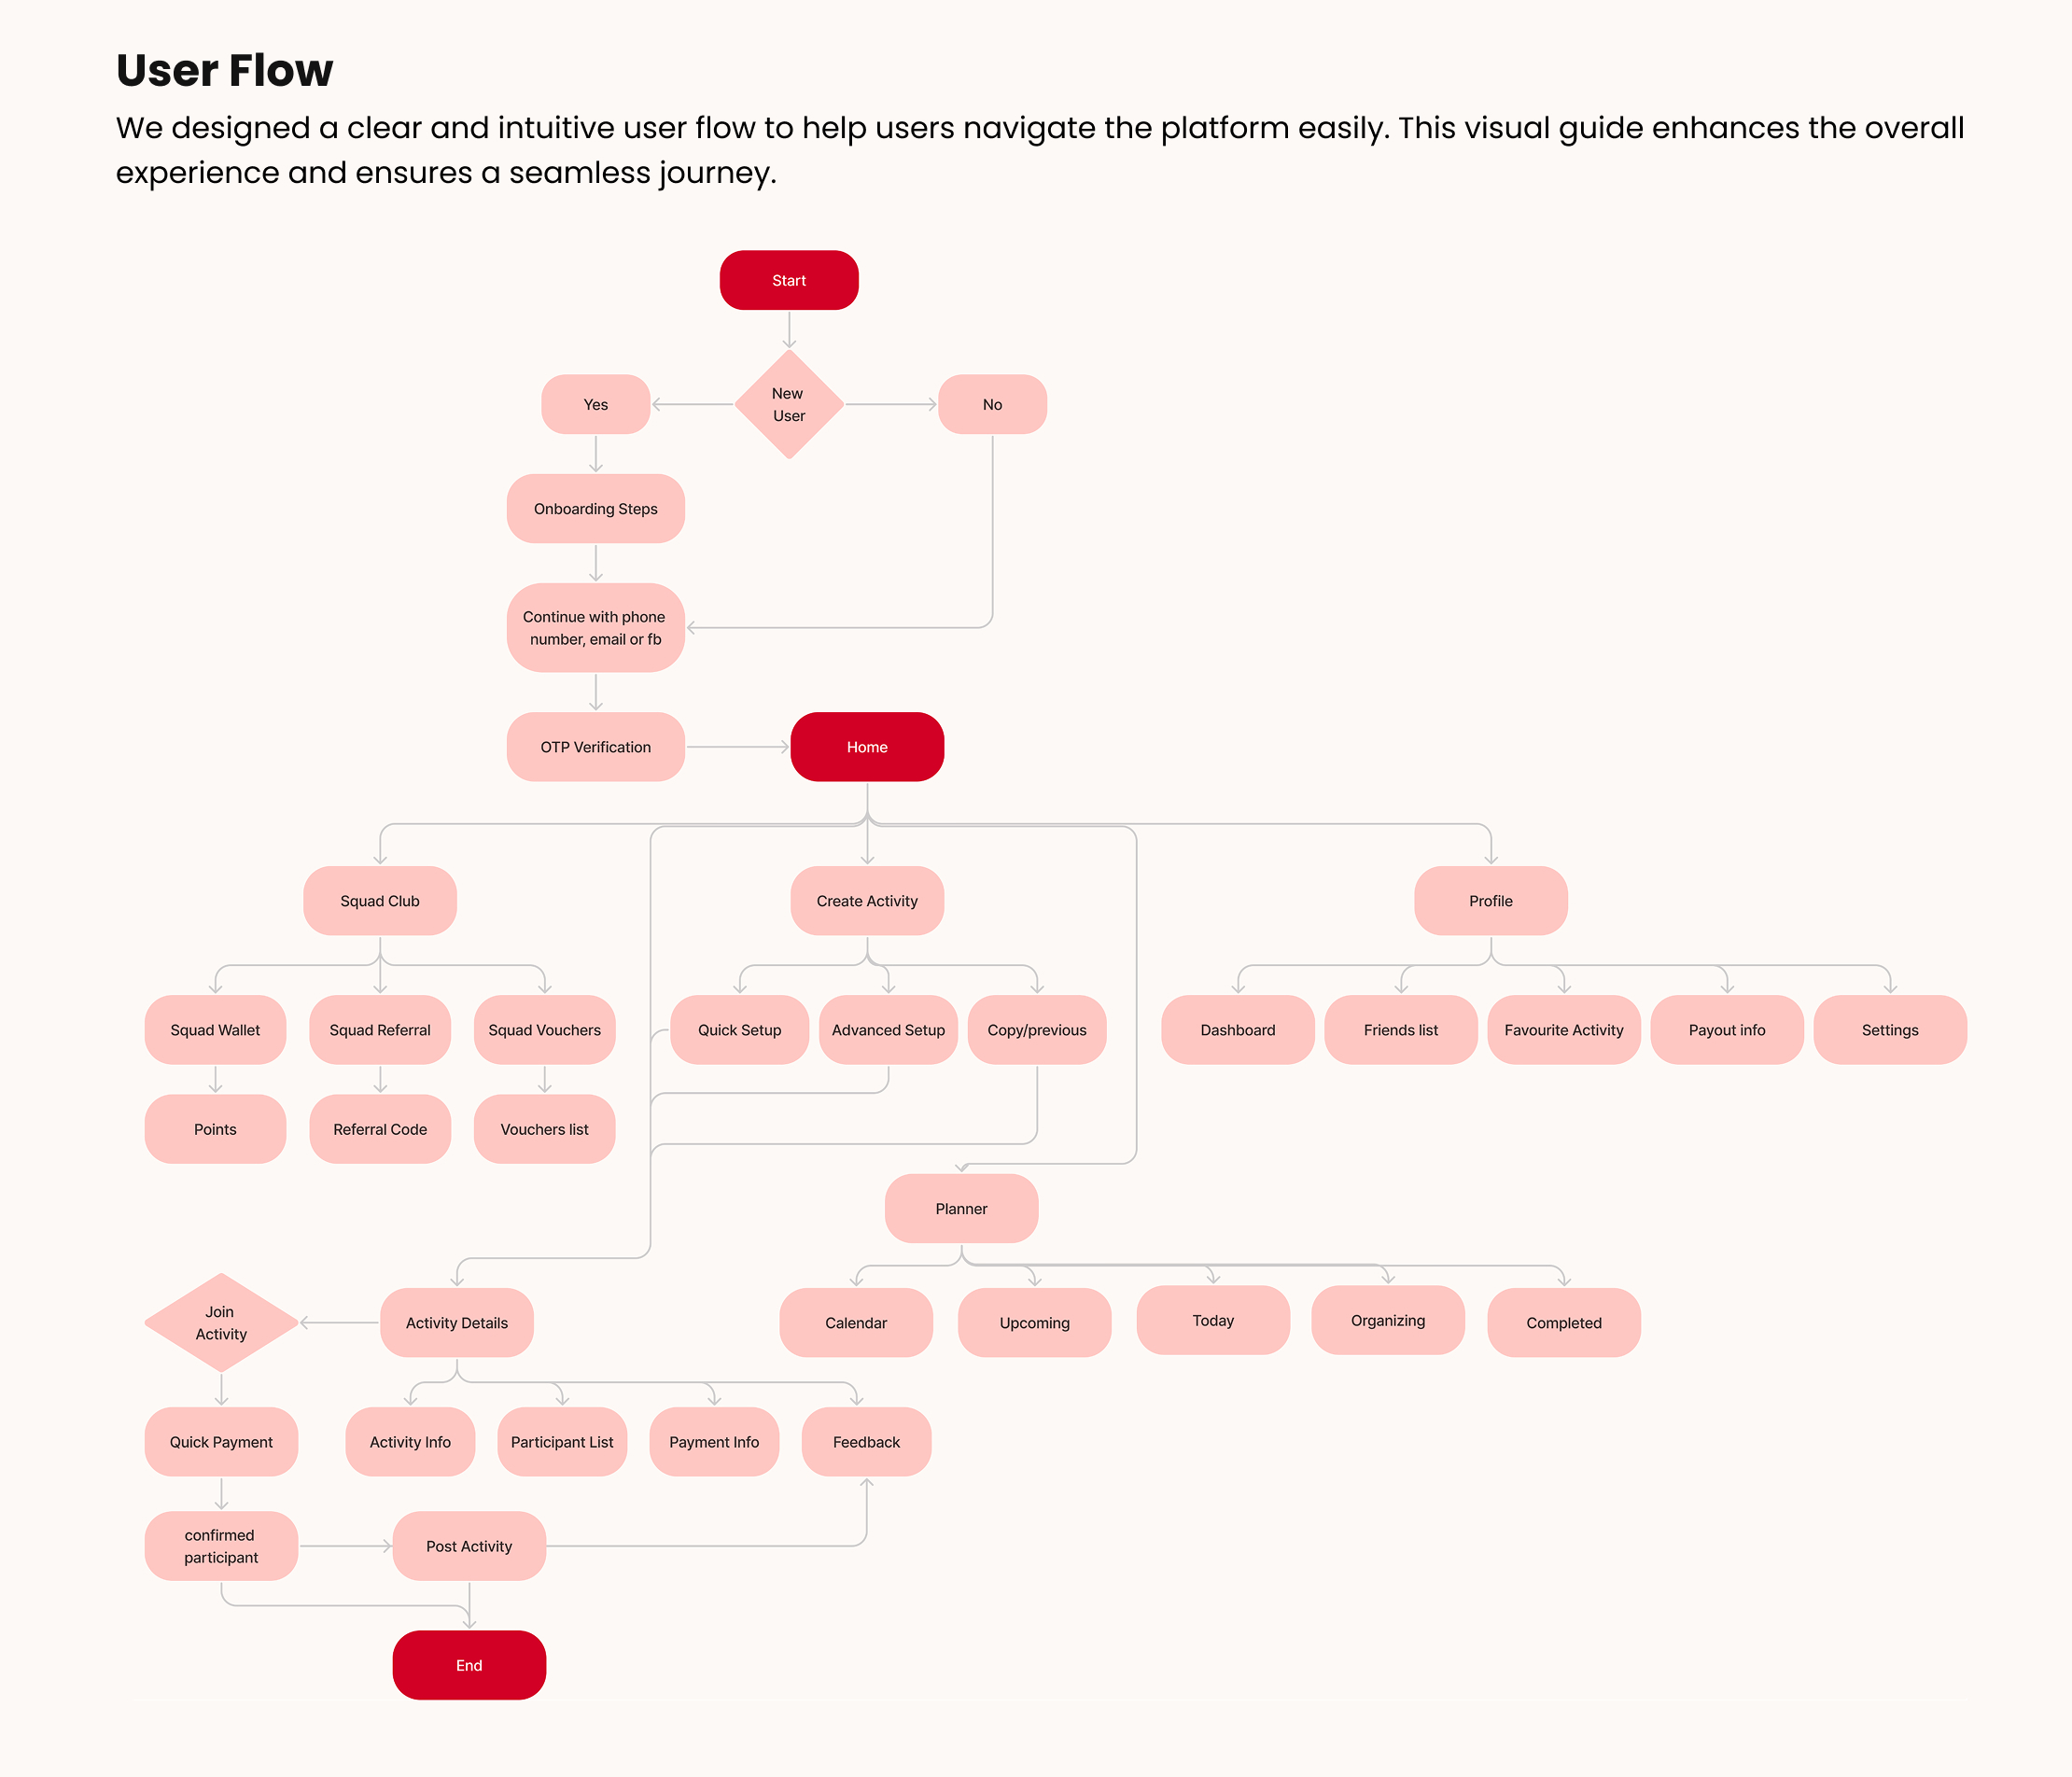 User Flow
We designed a clear and intuitive user flow to help users navigate the platform easily. This visual guide enhances the overall
experience and ensures a seamless journey.
Start
New
User
Yes
No
Onboarding Steps
Continue with phone
number, email or fb
OTP Verification
Home
Squad Club
Create Activity
Profile
Squad Wallet
Squad Referral
Squad Vouchers
Quick Setup
Advanced Setup
Copy/previous
Dashboard
Friends list
Favourite Activity
Payout info
Settings
Points
Referral Code
Vouchers list
Planner
Join
Activity
Activity Details
Calendar
Upcoming
Today
Organizing
Completed
Quick Payment
Activity Info
Participant List
Payment Info
Feedback
confirmed
participant
Post Activity
End